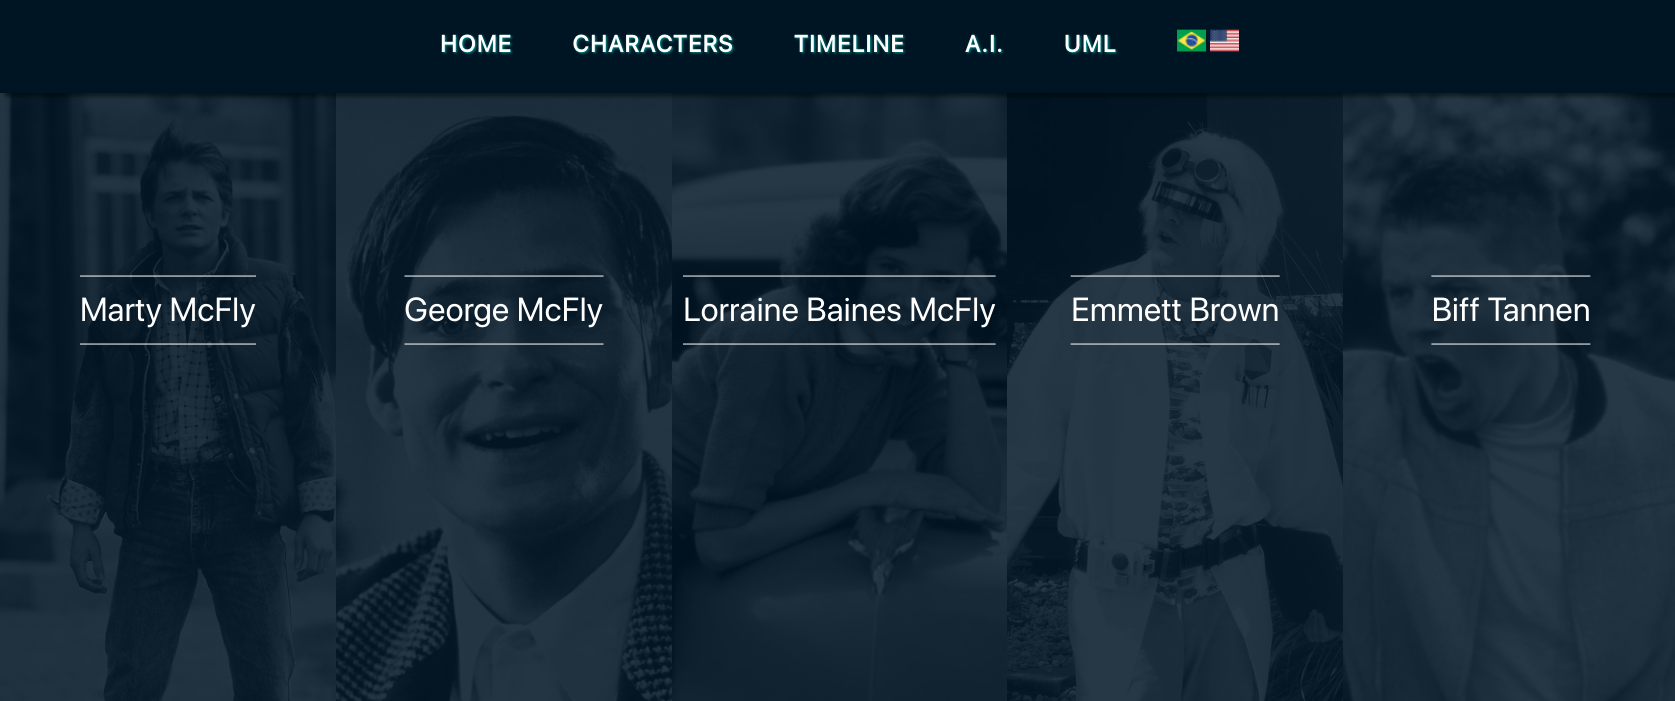 HOME CHARACTERS TIMELINE A.I. UML
Marty McFly George McFly Lorraine Baines McFly Emmett Brown Biff Tannen